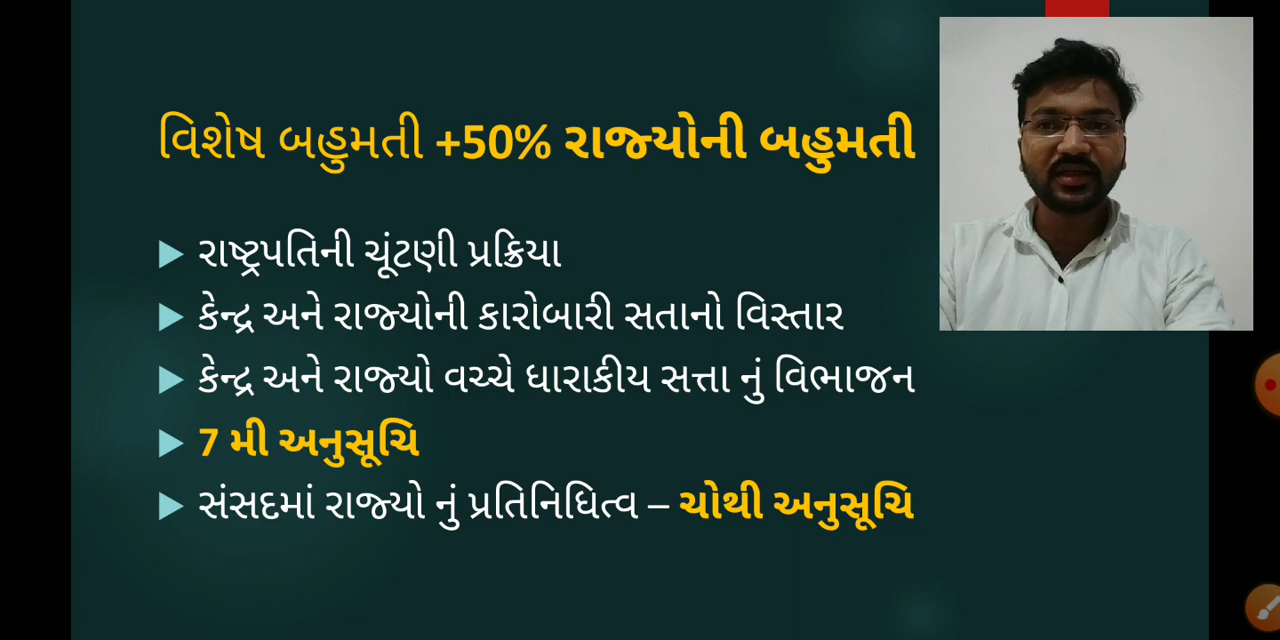 વિશેષ બહુમતી +50% રાજ્યોની બહુમતી
રાષ્ટ્રપતિની ચૂંટણી પ્રક્રિયા
કેન્દ્ર અને રાજ્યોની કારોબારી સતાનો વિસ્તાર
કેન્દ્ર અને રાજ્યો વચ્ચે ધારાકીય સત્તા નું વિભાજન
7 મી અનુસૂચિ
સંસદમાં રાજ્યો નું પ્રતિનિધિત્વ – ચોથી અનુસૂચિ